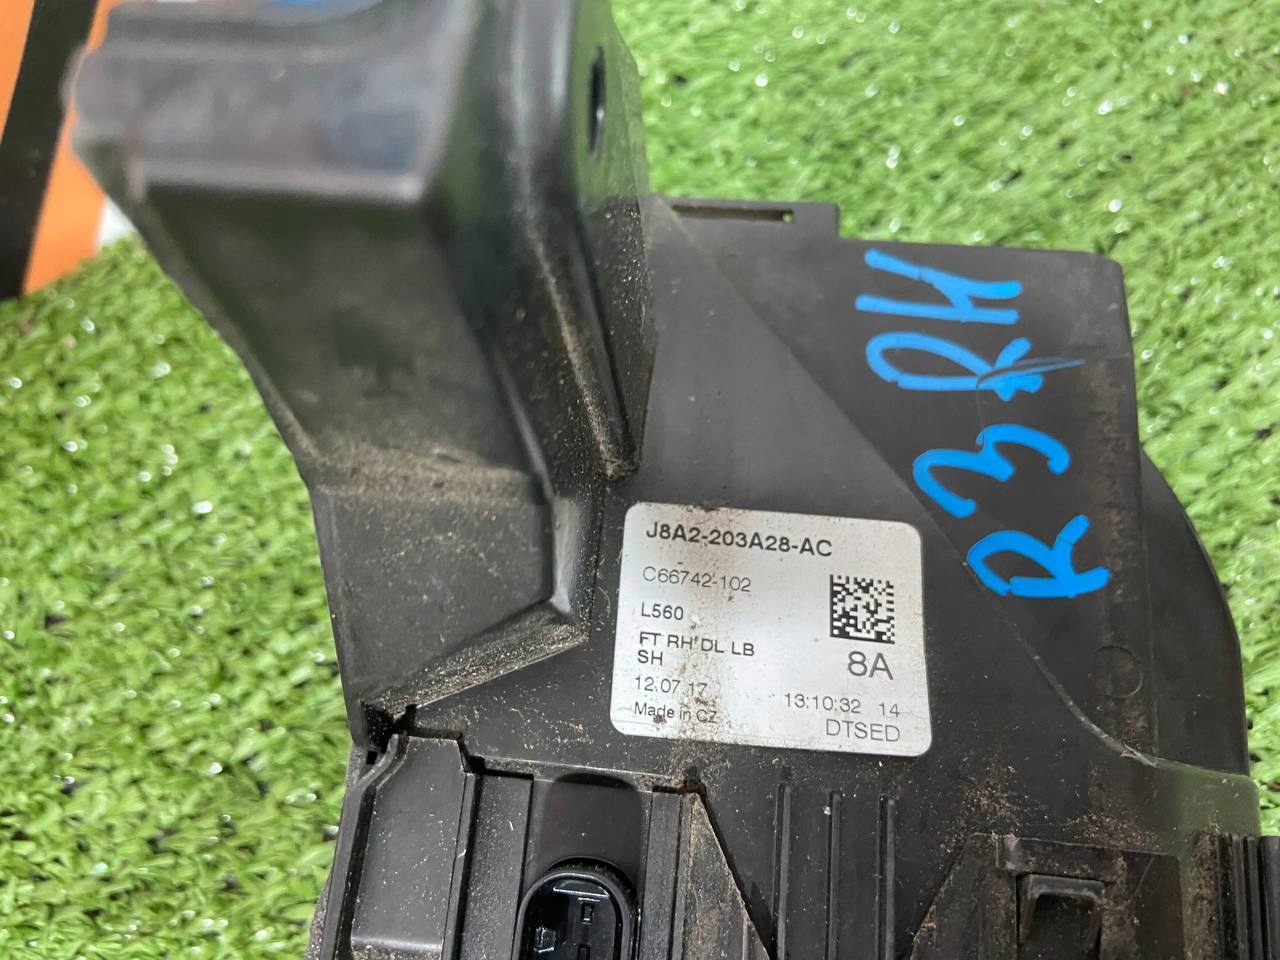 R3 RH
J8A2-203A28-AC
C66742-102
L560
FT RH DL LB
SH
8A
12.07.17
13:10:32 14
Made in CZ
DTSED